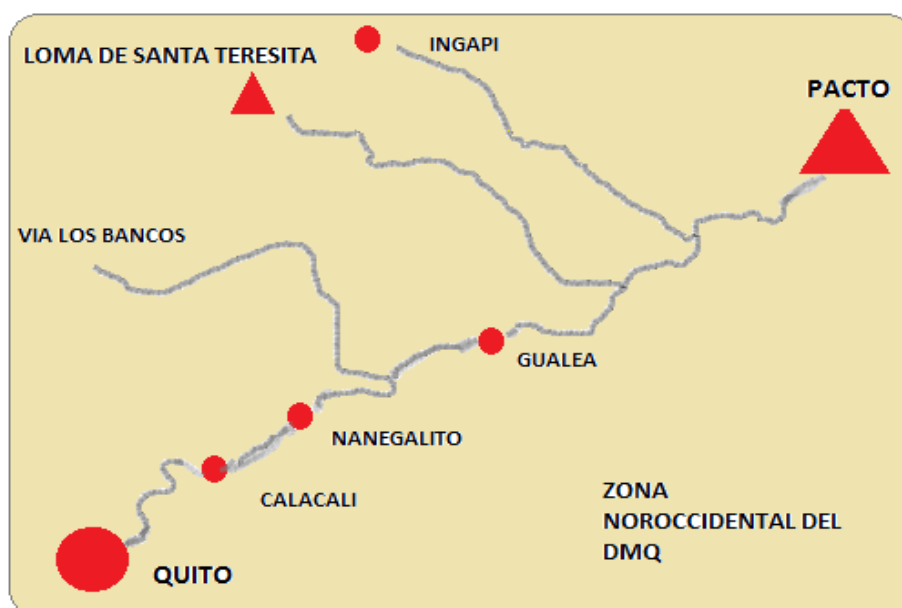 INGAPI
LOMA DE SANTA TERESITA
PACTO
VIA LOS BANCOS
GUALEA
NANEGALITO
CALACALI
QUITO
ZONA
NOROCCIDENTAL DEL
DMQ